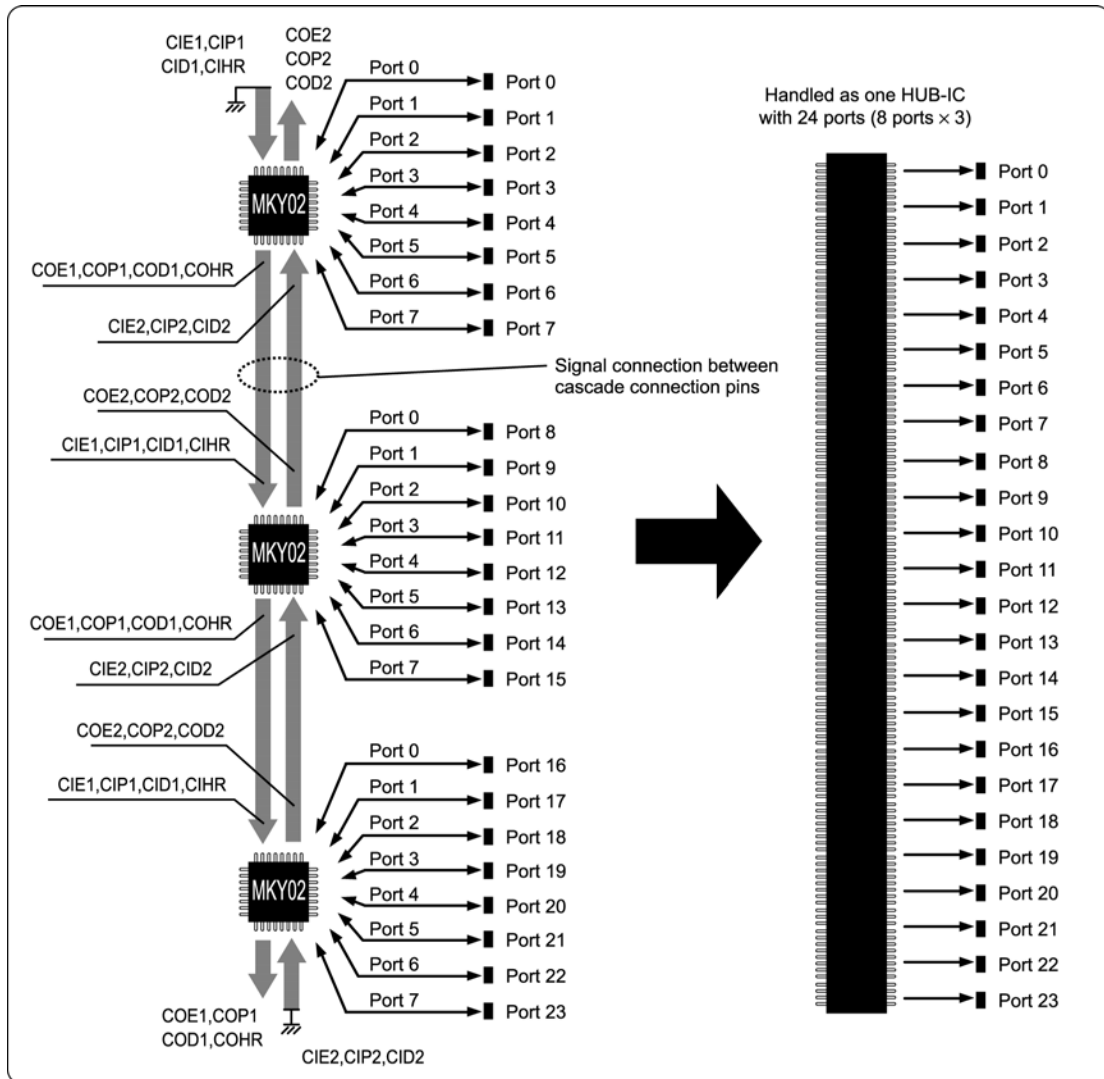 CIE1,CIP1
CID1,CIHR
COE2
COP2
COD2
Port 0
Port 1
Port 2
Port 3
Port 4
Port 5
Port 6
Port 7
Port 0
Port 1
Port 2
Port 3
Port 4
Port 5
Port 6
Port 7
MKY02
COE1,COP1,COD1,COHR
CIE2,CIP2,CID2
Signal connection between
cascade connection pins
COE2,COP2,COD2
CIE1,CIP1,CID1,CIHR
Port 0
Port 1
Port 2
Port 3
Port 4
Port 5
Port 6
Port 7
Port 8
Port 9
Port 10
Port 11
Port 12
Port 13
Port 14
Port 15
MKY02
COE1,COP1,COD1,COHR
CIE2,CIP2,CID2
COE2,COP2,COD2
CIE1,CIP1,CID1,CIHR
Port 0
Port 1
Port 2
Port 3
Port 4
Port 5
Port 6
Port 7
Port 16
Port 17
Port 18
Port 19
Port 20
Port 21
Port 22
Port 23
MKY02
COE1,COP1
COD1,COHR
CIE2,CIP2,CID2
Handled as one HUB-IC
with 24 ports (8 ports × 3)
Port 0
Port 1
Port 2
Port 3
Port 4
Port 5
Port 6
Port 7
Port 8
Port 9
Port 10
Port 11
Port 12
Port 13
Port 14
Port 15
Port 16
Port 17
Port 18
Port 19
Port 20
Port 21
Port 22
Port 23